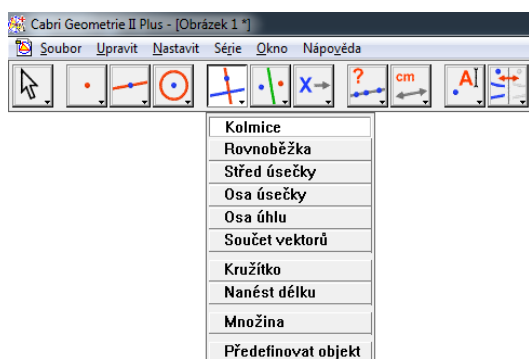 Cabri Geometrie II Plus - [Obrázek 1 *]
Soubor Upravit Nastavit Série Okno Nápověda
X ? cm A
Kolmice
Rovnoběžka
Střed úsečky
Osa úsečky
Osa úhlu
Součet vektorů
Kružítko
Nanést délku
Množina
Předefinovat objekt